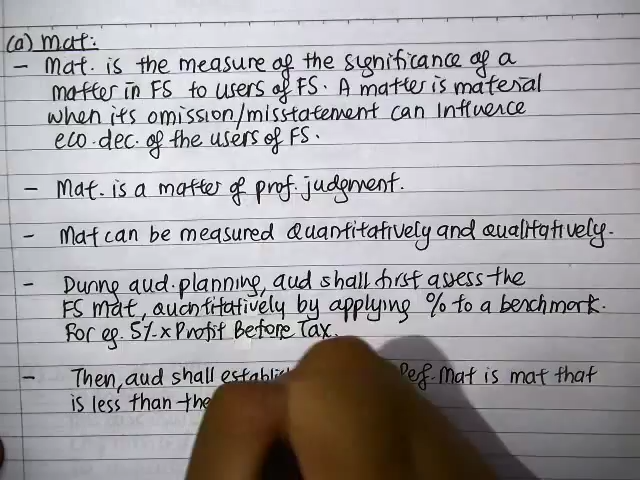 (a) Mat:
- Mat. is the measure of the significance of a
matter in FS to users of FS. A matter is material
when its omission/misstatement can influence
eco. dec. of the users of FS.
- Mat. is a matter of prof. judgment.
- Mat can be measured quantitatively and qualitatively.
- During aud. planning, aud shall first assess the
FS mat, quantitatively by applying % to a benchmark.
For eg. 5% x Profit Before Tax.
- Then, aud shall Mat is mat that
is less than the